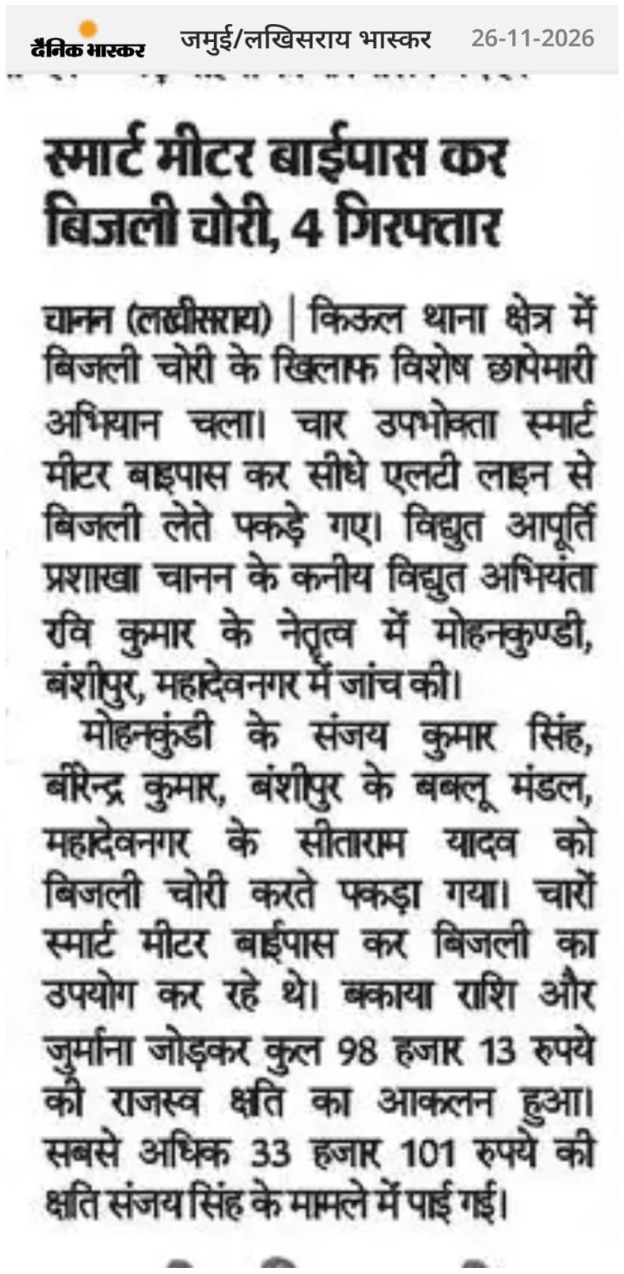 दैनिक भास्कर
जमुई/लखिसराय भास्कर
26-11-2026
स्मार्ट मीटर बाईपास कर
बिजली चोरी, 4 गिरफ्तार
चानन (लखीसराय) | किऊल थाना क्षेत्र में
बिजली चोरी के खिलाफ विशेष छापेमारी
अभियान चला। चार उपभोक्ता स्मार्ट
मीटर बाइपास कर सीधे एलटी लाइन से
बिजली लेते पकड़े गए। विद्युत आपूर्ति
प्रशाखा चानन के कनीय विद्युत अभियंता
रवि कुमार के नेतृत्व में मोहनकुण्डी,
बंशीपुर, महादेवनगर में जांच की।
मोहनकुंडी के संजय कुमार सिंह,
बीरेन्द्र कुमार, बंशीपुर के बबलू मंडल,
महादेवनगर के सीताराम यादव को
बिजली चोरी करते पकड़ा गया। चारों
स्मार्ट मीटर बाईपास कर बिजली का
उपयोग कर रहे थे। बकाया राशि और
जुर्माना जोड़कर कुल 98 हजार 13 रुपये
की राजस्व क्षति का आकलन हुआ।
सबसे अधिक 33 हजार 101 रुपये की
क्षति संजय सिंह के मामले में पाई गई।